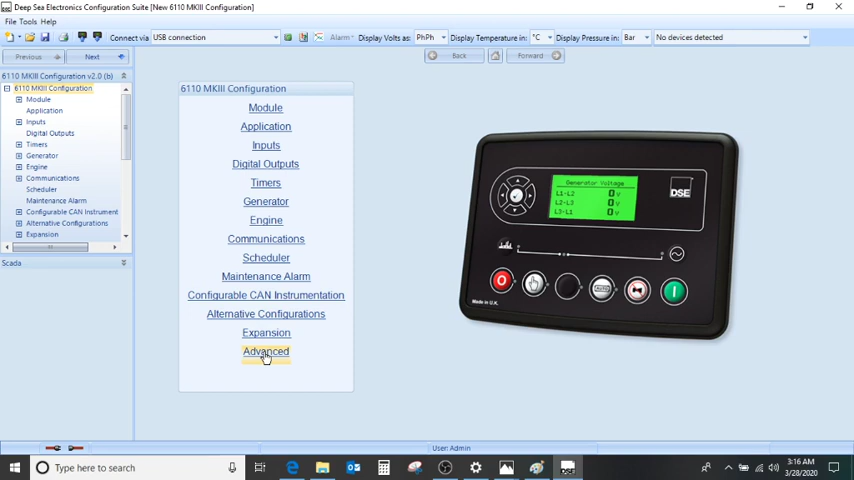 Deep Sea Electronics Configuration Suite [New 6110 MKIII Configuration]
File Tools Help
Connect via USB connection Alarm Display Volts as: PhPh Display Temperature in: °C Display Pressure in: Bar No devices detected
Previous Next Back Forward
6110 MKIII Configuration v2.0 (b)
6110 MKIII Configuration
Module
Application
Inputs
Digital Outputs
Timers
Generator
Engine
Communications
Scheduler
Maintenance Alarm
Configurable CAN Instrument
Alternative Configurations
Expansion
Scada
6110 MKIII Configuration
Module
Application
Inputs
Digital Outputs
Timers
Generator
Engine
Communications
Scheduler
Maintenance Alarm
Configurable CAN Instrumentation
Alternative Configurations
Expansion
Advanced
Generator Voltage
L1-L2 0 V
L2-L3 0 V
L3-L1 0 V
DSE
AUTO
Made in U.K.
User: Admin
Type here to search
DSE
3:16 AM
3/28/2020